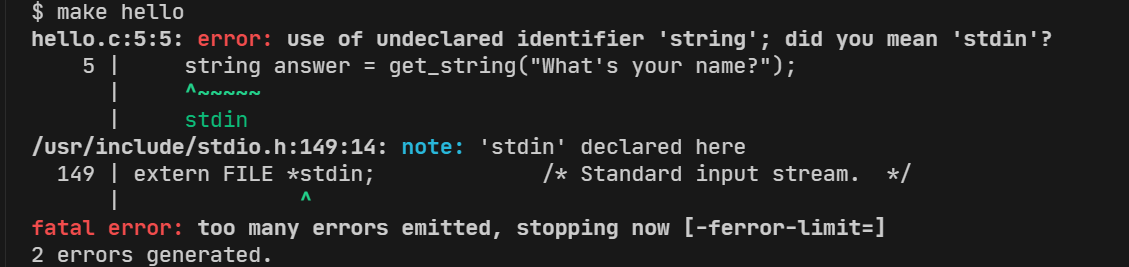 $ make hello
hello.c:5:5: error: use of undeclared identifier 'string'; did you mean 'stdin'?
    5 |     string answer = get_string("What's your name?");
      |     ^~~~~~
      |     stdin
/usr/include/stdio.h:149:14: note: 'stdin' declared here
  149 | extern FILE *stdin;             /* Standard input stream.  */
      |              ^
fatal error: too many errors emitted, stopping now [-ferror-limit=]
2 errors generated.